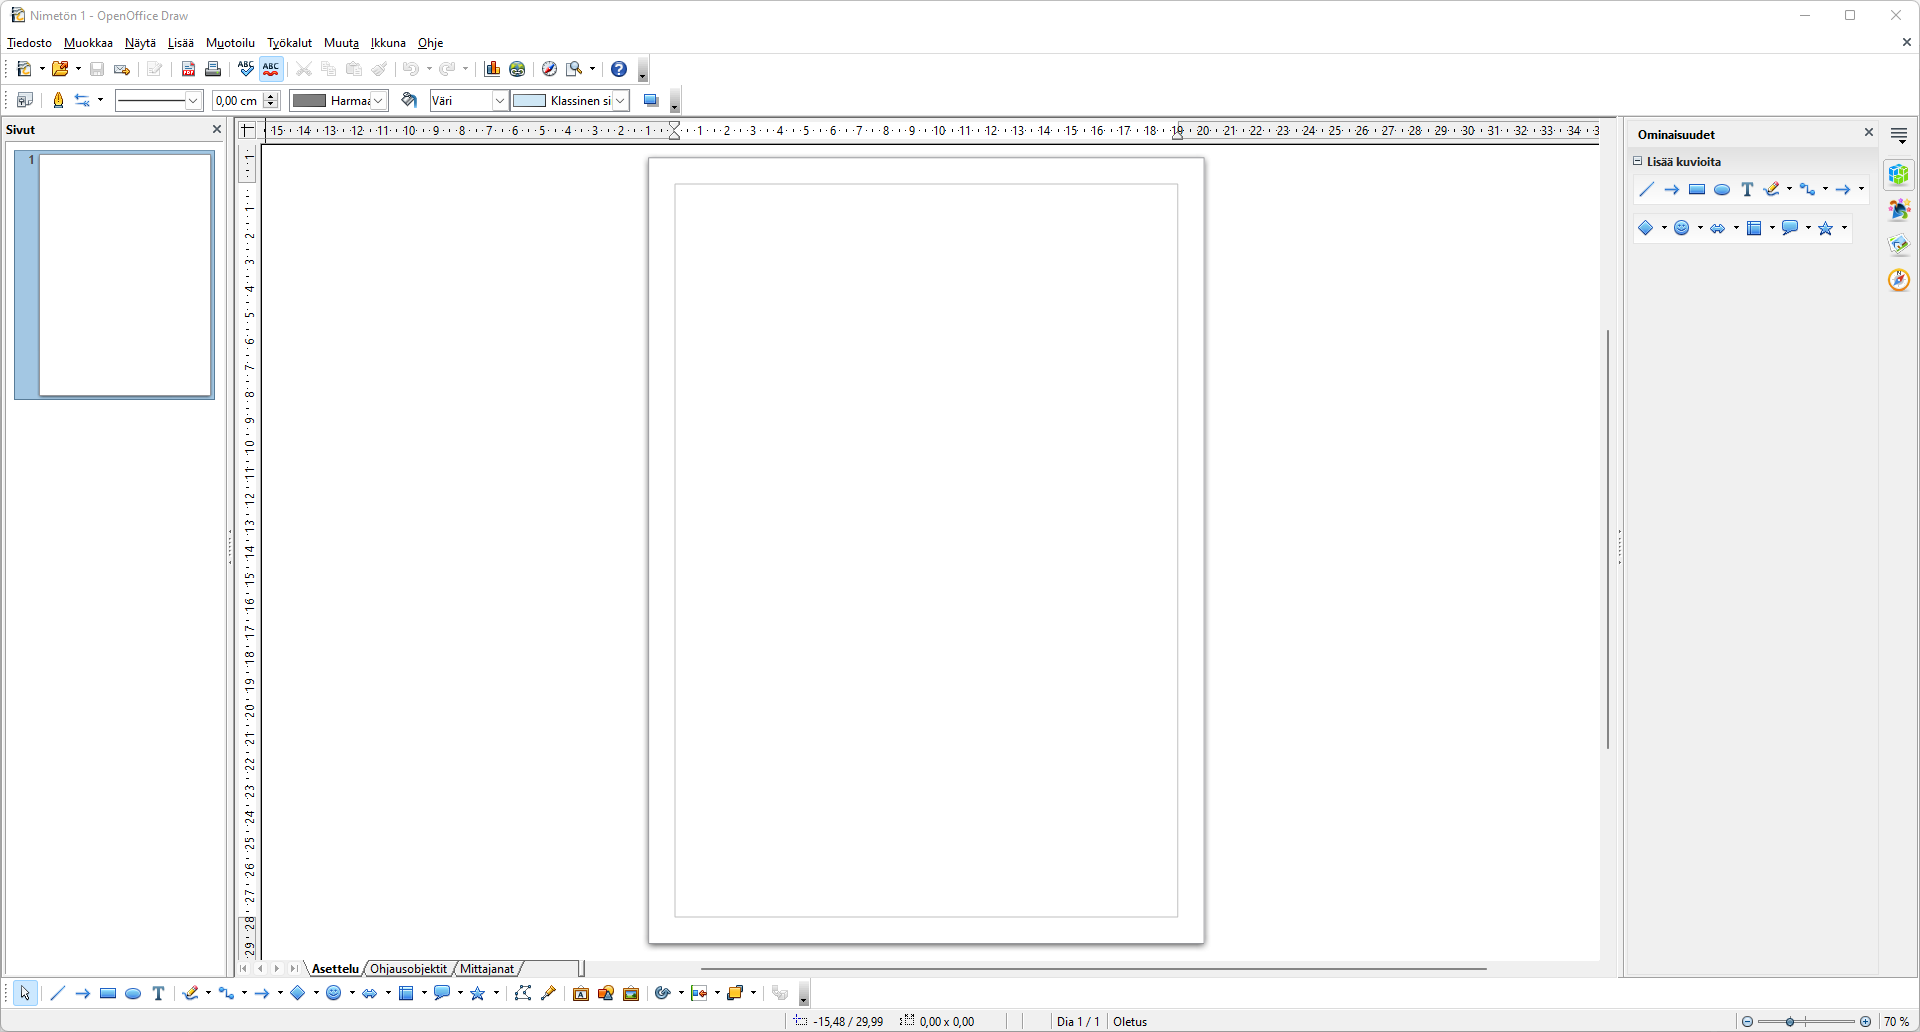 Nimetön 1 - OpenOffice Draw
Tiedosto Muokkaa Näytä Lisää Muotoilu Työkalut Muuta Ikkuna Ohje
0,00 cm Harmaa Väri Klassinen si
Sivut
1
15 14 13 12 11 10 9 8 7 6 5 4 3 2 1 1 2 3 4 5 6 7 8 9 10 11 12 13 14 15 16 17 18 19 20 21 22 23 24 25 26 27 28 29 30 31 32 33 34 3
1 1 2 3 4 5 6 7 8 9 10 11 12 13 14 15 16 17 18 19 20 21 22 23 24 25 26 27 28 29
Ominaisuudet
Lisää kuvioita
Asettelu Ohjausobjektit Mittajanat
-15,48 / 29,99 0,00 x 0,00 Dia 1 / 1 Oletus 70 %